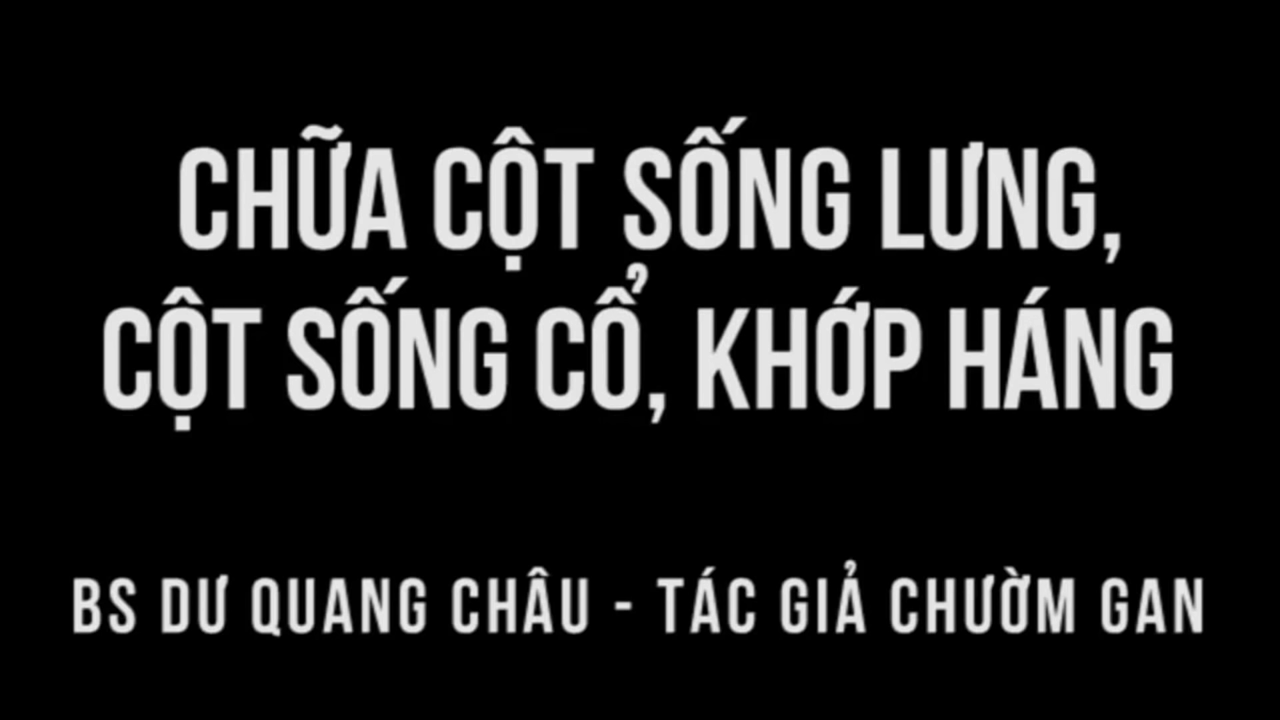 CHỮA CỘT SỐNG LƯNG,
CỘT SỐNG CỔ, KHỚP HÁNG
BS DƯ QUANG CHÂU - TÁC GIẢ CHƯỜM GAN